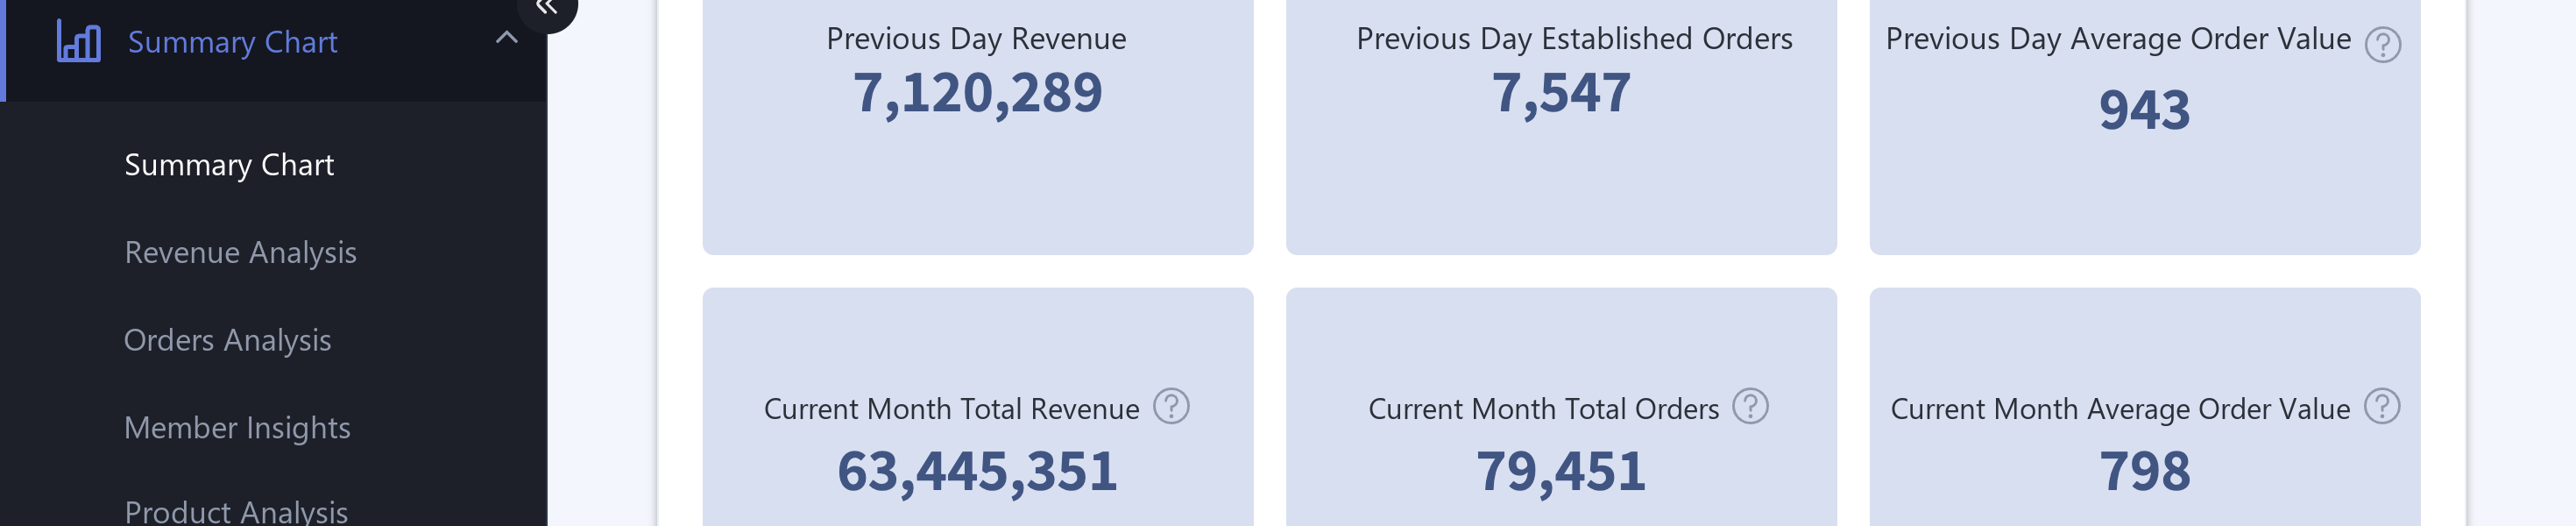 Summary Chart
Summary Chart
Revenue Analysis
Orders Analysis
Member Insights
Product Analysis
Previous Day Revenue
7,120,289
Previous Day Established Orders
7,547
Previous Day Average Order Value ?
943
Current Month Total Revenue ?
63,445,351
Current Month Total Orders ?
79,451
Current Month Average Order Value ?
798